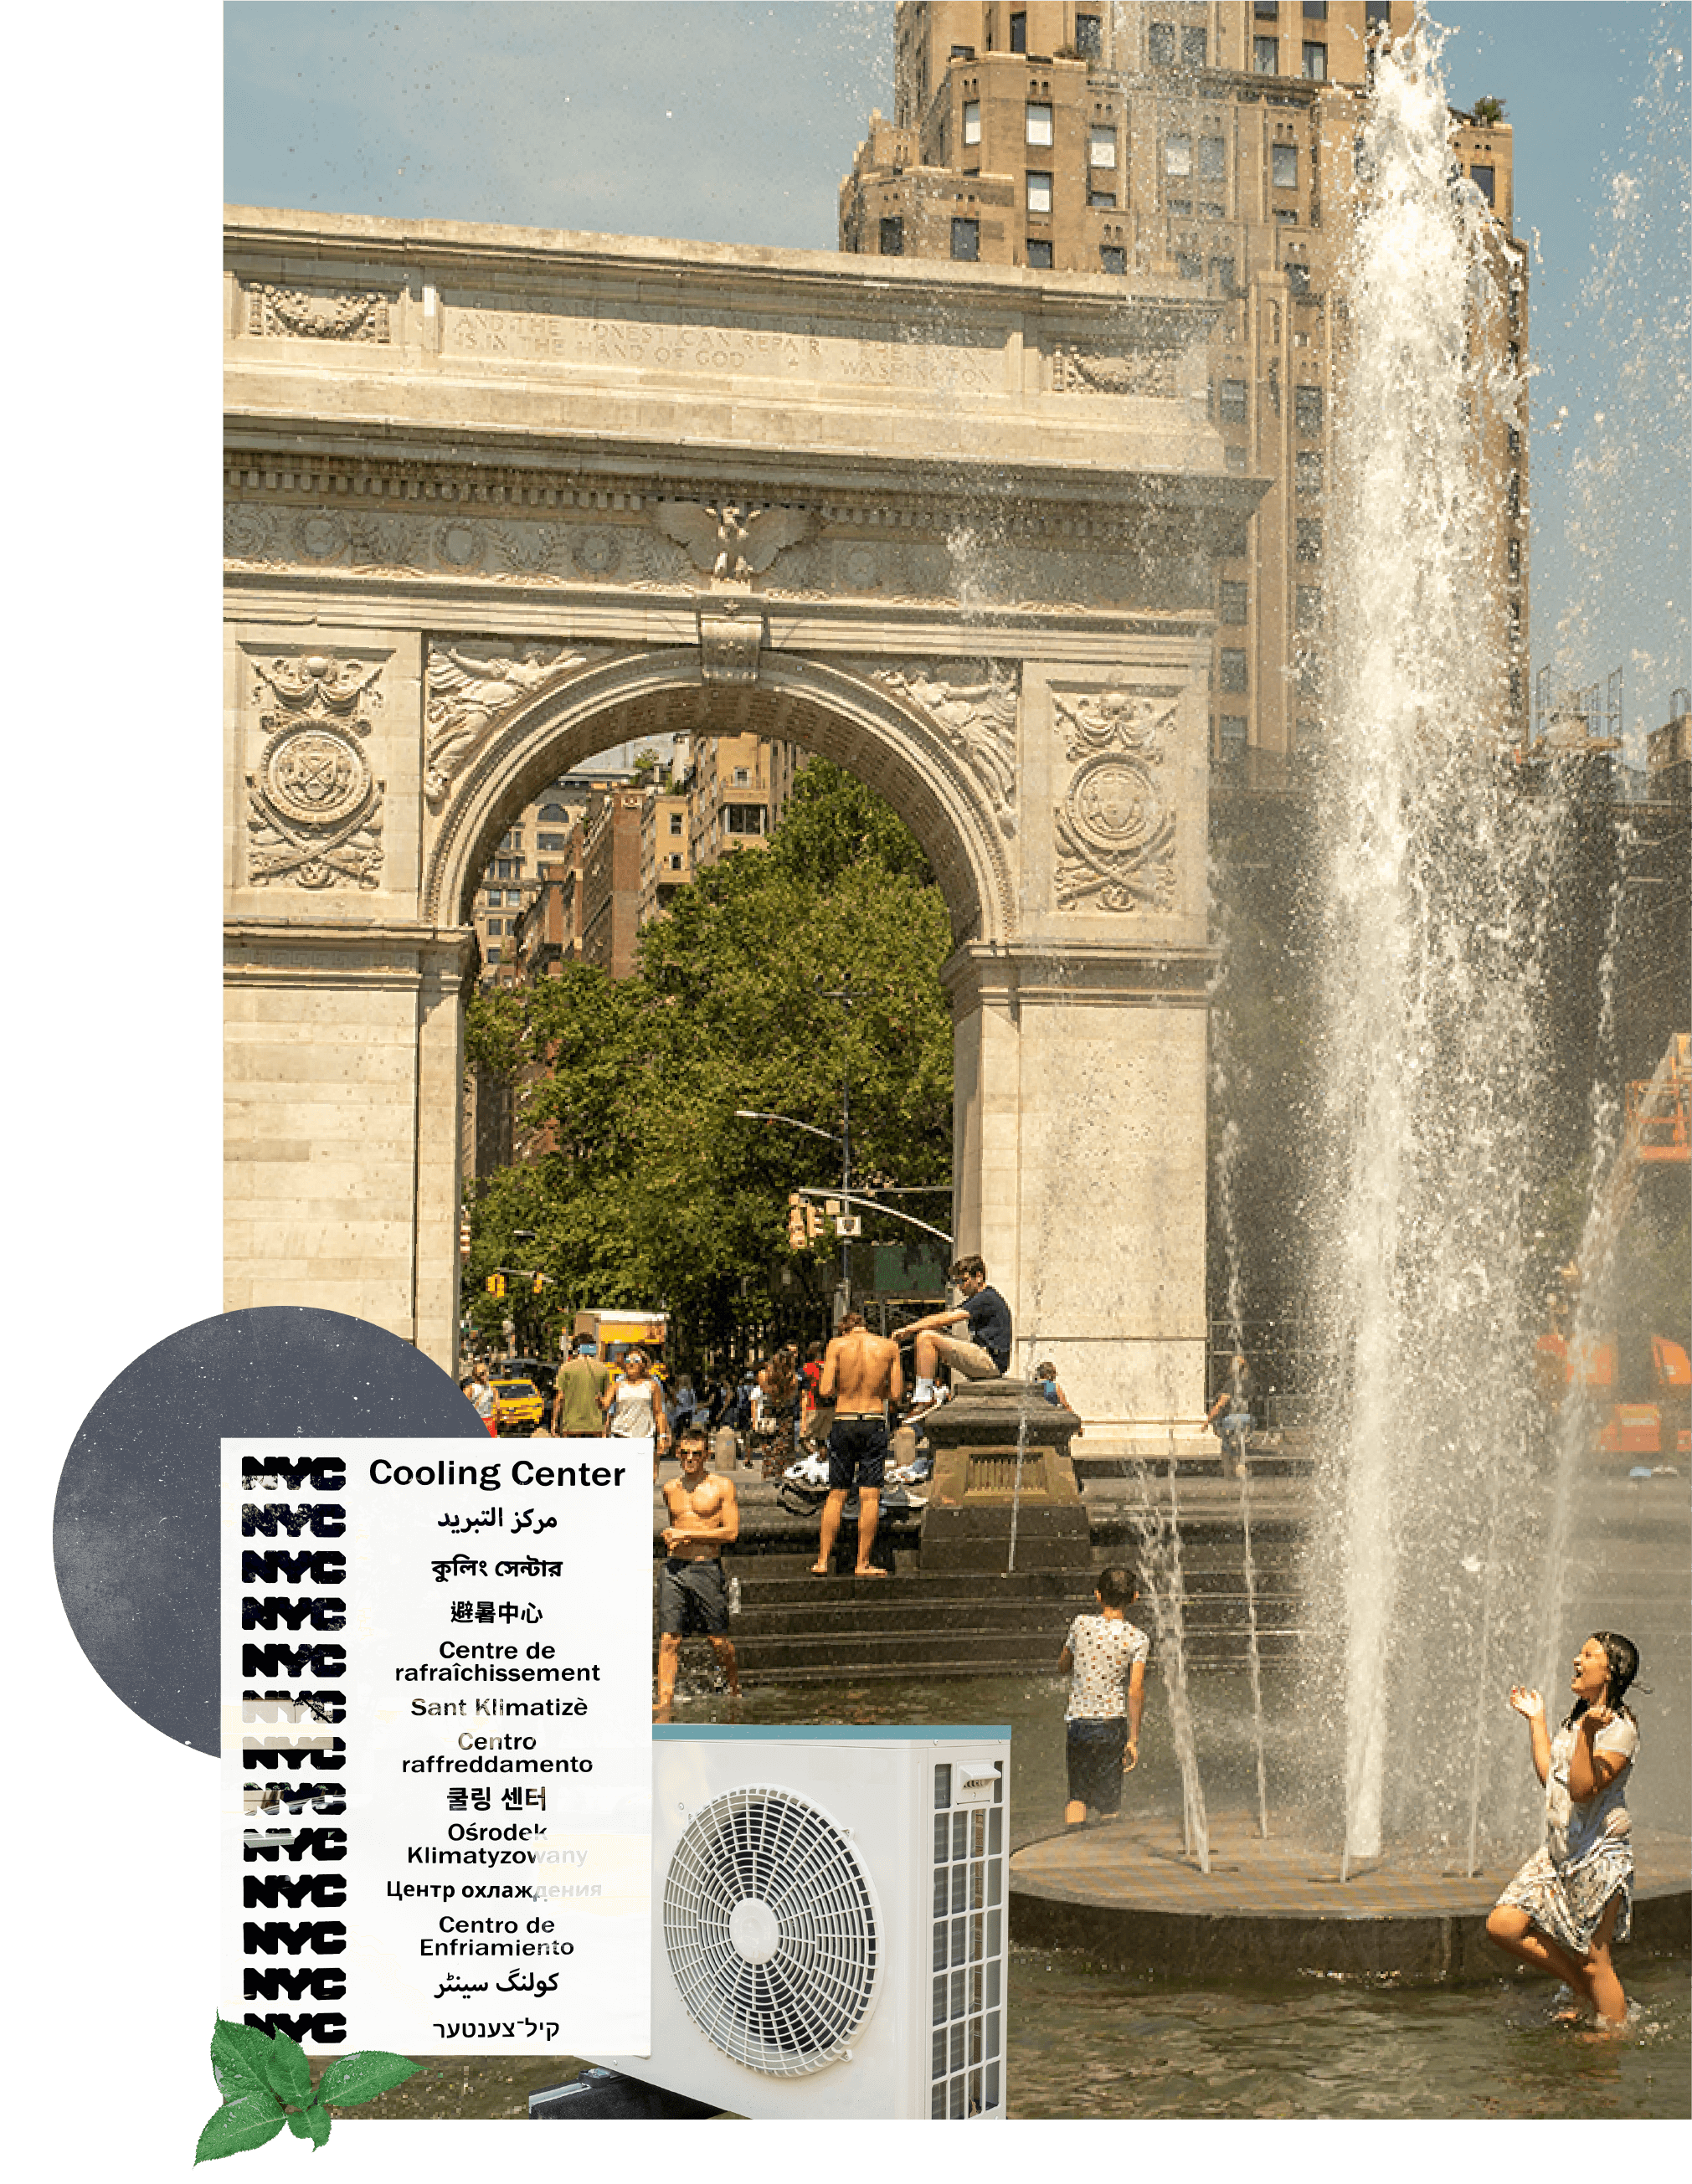 AND THE HONEST CAN REPAIR THE EVENT
IS IN THE HAND OF GOD WASHINGTON
NYC Cooling Center
NYC مركز التبريد
NYC কুলিং সেন্টার
NYC 避暑中心
NYC Centre de
rafraîchissement
NYC Sant Klimatizè
NYC Centro
raffreddamento
NYC 쿨링 센터
NYC Ośrodek
Klimatyzowany
NYC Центр охлаждения
NYC Centro de
Enfriamiento
NYC کولنگ سینٹر
NYC קיל־צענטער